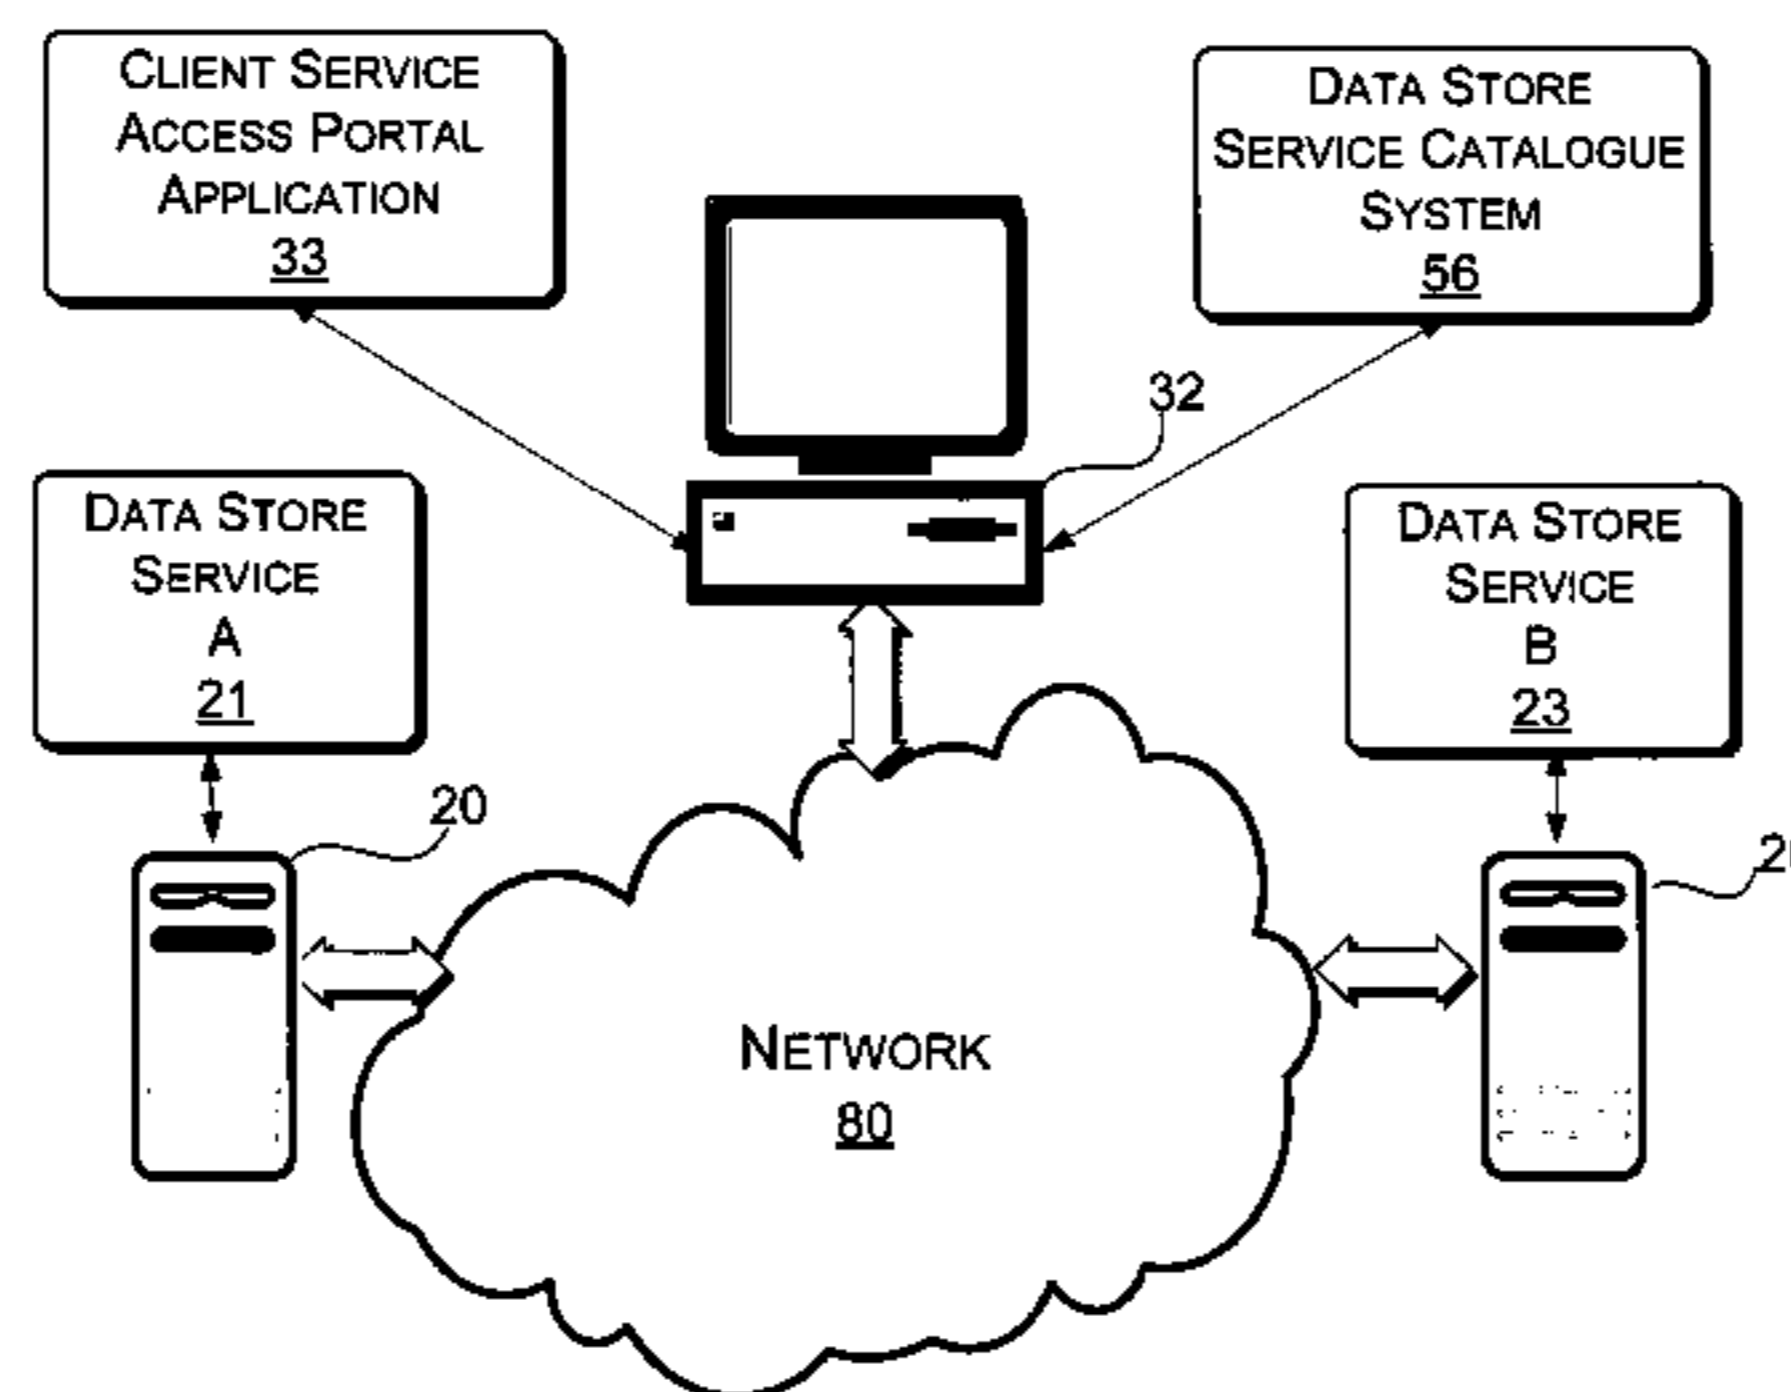 CLIENT SERVICE
ACCESS PORTAL
APPLICATION
33
DATA STORE
SERVICE CATALOGUE
SYSTEM
56
32
DATA STORE
SERVICE
A
21
DATA STORE
SERVICE
B
23
20
NETWORK
80